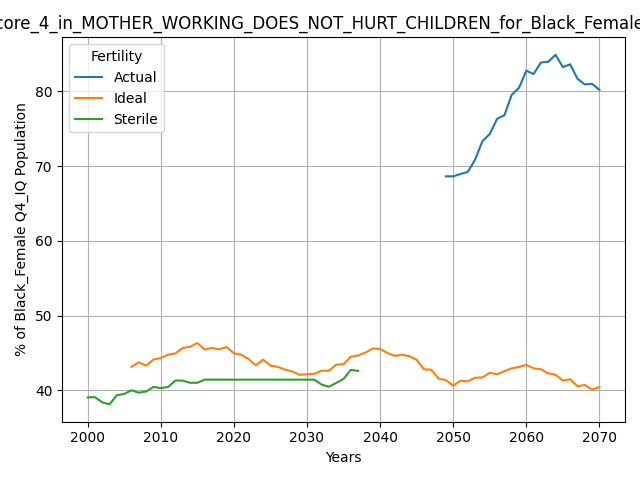 core_4_in_MOTHER_WORKING_DOES_NOT_HURT_CHILDREN_for_Black_Female
Fertility
Actual
Ideal
Sterile
% of Black_Female Q4_IQ Population
80
70
60
50
40
2000 2010 2020 2030 2040 2050 2060 2070
Years